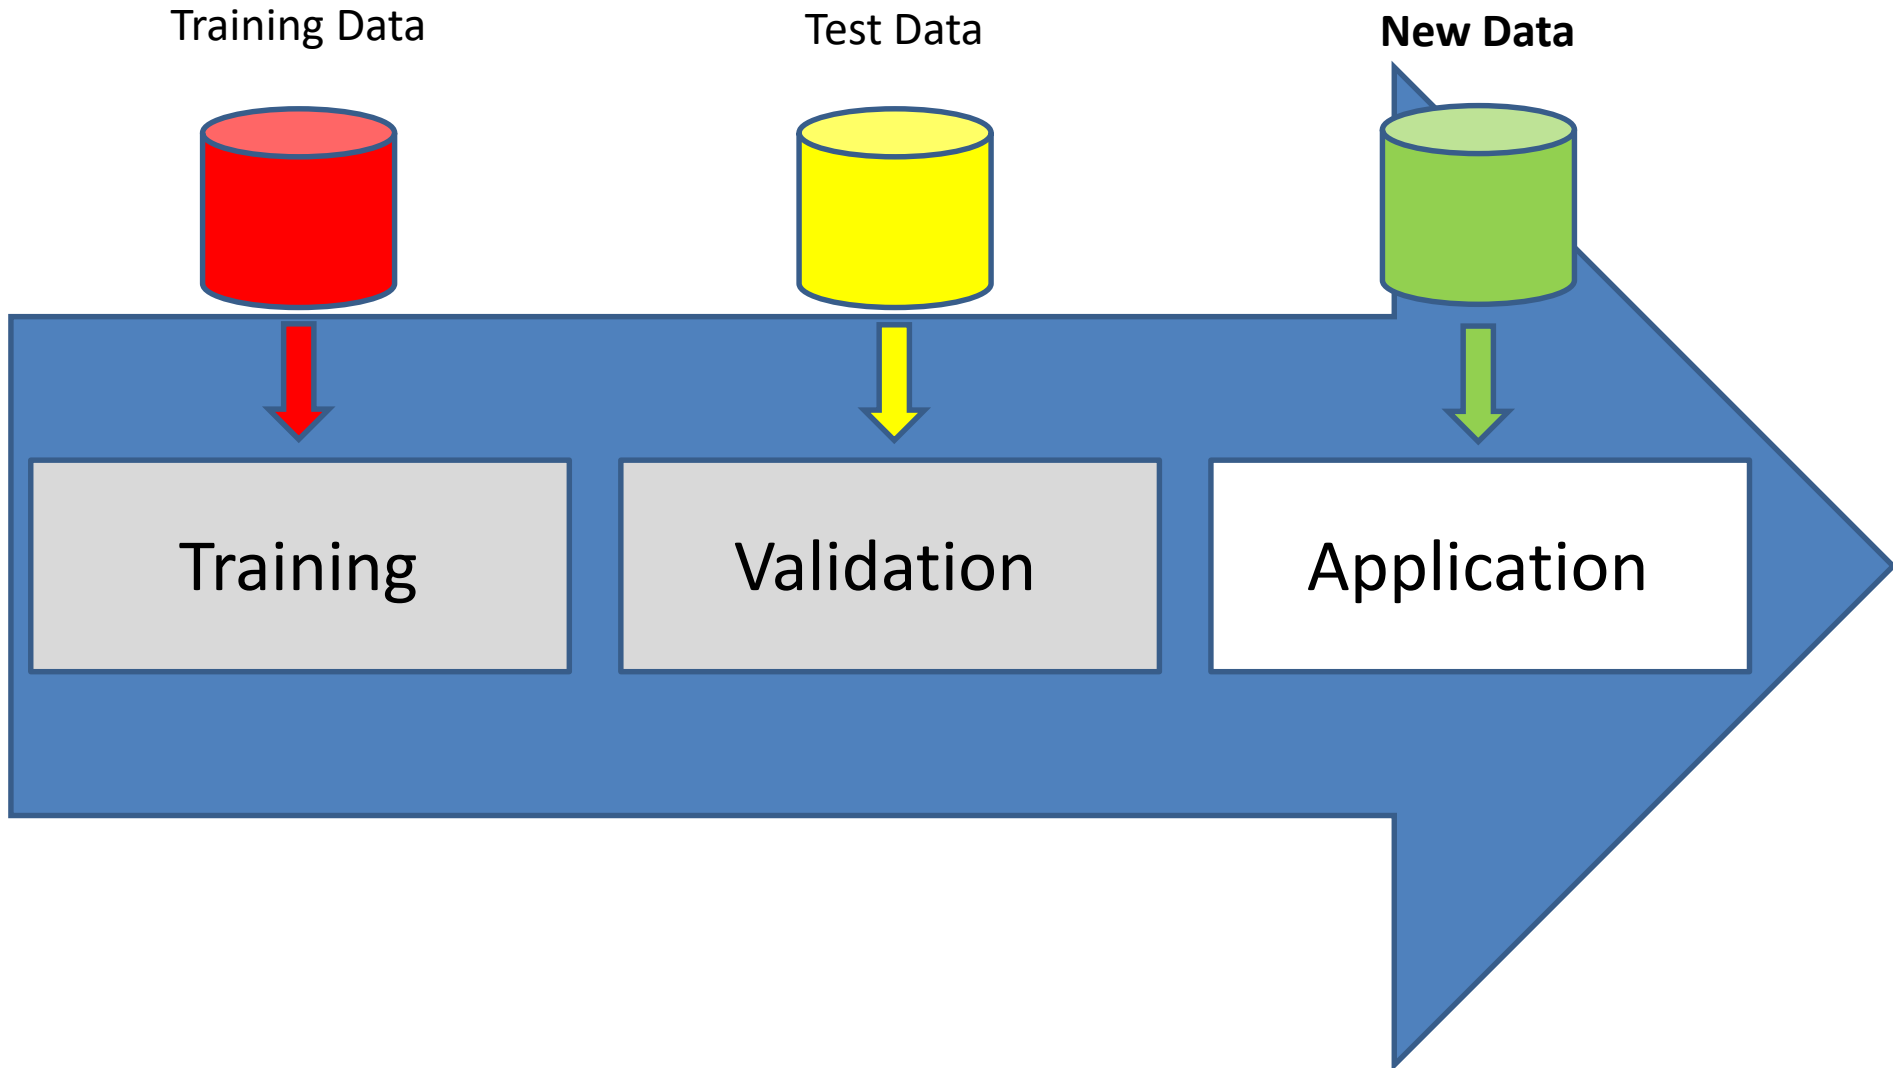 Training Data
Test Data
New Data
Training
Validation
Application